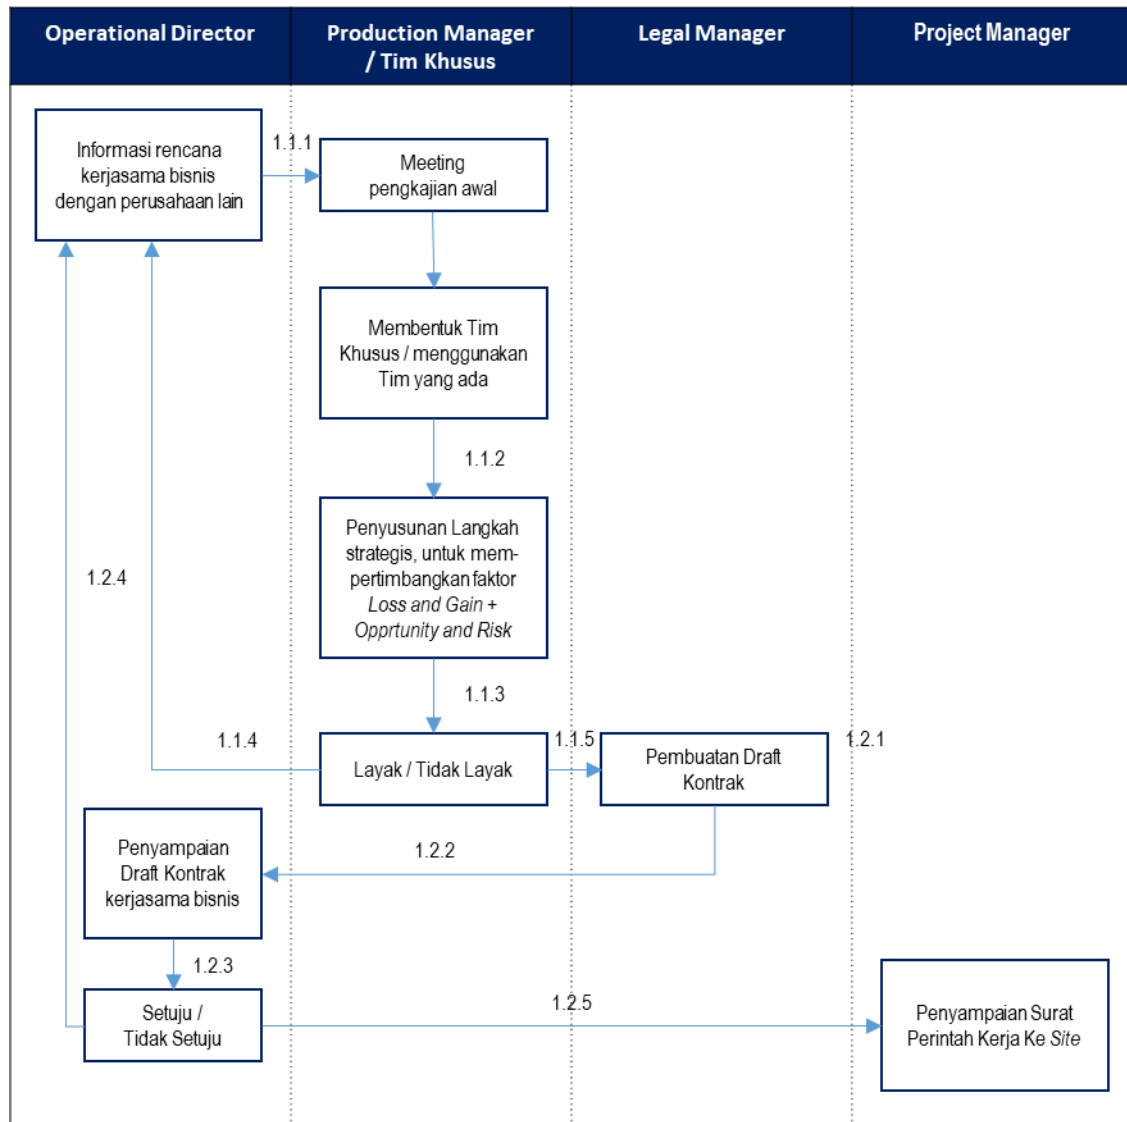 Operational Director
Production Manager
/ Tim Khusus
Legal Manager
Project Manager
Informasi rencana
kerjasama bisnis
dengan perusahaan lain
1.1.1
Meeting
pengkajian awal
Membentuk Tim
Khusus / menggunakan
Tim yang ada
1.1.2
Penyusunan Langkah
strategis, untuk mem-
pertimbangkan faktor
Loss and Gain +
Opprtunity and Risk
1.2.4
1.1.3
1.1.4
Layak / Tidak Layak
1.1.5
Pembuatan Draft
Kontrak
1.2.1
Penyampaian
Draft Kontrak
kerjasama bisnis
1.2.2
1.2.3
Setuju /
Tidak Setuju
1.2.5
Penyampaian Surat
Perintah Kerja Ke Site